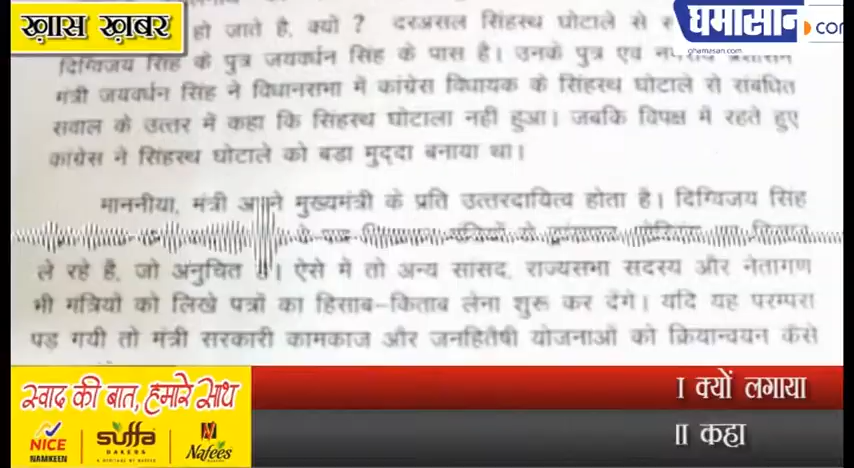 ख़ास ख़बर
घमासान.com
ghamasan.com
हो जाते है, क्यों ? दरअसल सिंहस्थ घोटाले से
दिग्विजय सिंह के पुत्र जयवर्धन सिंह के पास है। उनके पुत्र एवं
मंत्री जयवर्धन सिंह ने विधानसभा में कांग्रेस विधायक के सिंहस्थ घोटाले से संबंधित
सवाल के उत्तर में कहा कि सिंहस्थ घोटाला नही हुआ। जबकि विपक्ष में रहते हुए
कांग्रेस ने सिंहस्थ घोटाले को बडा मुद्दा बनाया था।
माननीया, मंत्री अपने मुख्यमंत्री के प्रति उत्तरदायित्व होता है। दिग्विजय सिंह
ले रहे है, जो अनुचित है। ऐसे में तो अन्य सांसद, राज्यसभा सदस्य और नेतागण
भी मंत्रियों को लिखे पत्रों का हिसाब-किताब लेना शुरू कर देंगे। यदि यह परम्परा
पड़ गयी तो मंत्री सरकारी कामकाज और जनहितैषी योजनाओं को क्रियान्वयन कैसे
स्वाद की बात, हमारे साथ
NICE
NAMKEEN
suffa
BAKERS
Nafees
। क्यों लगाया
॥ कहा